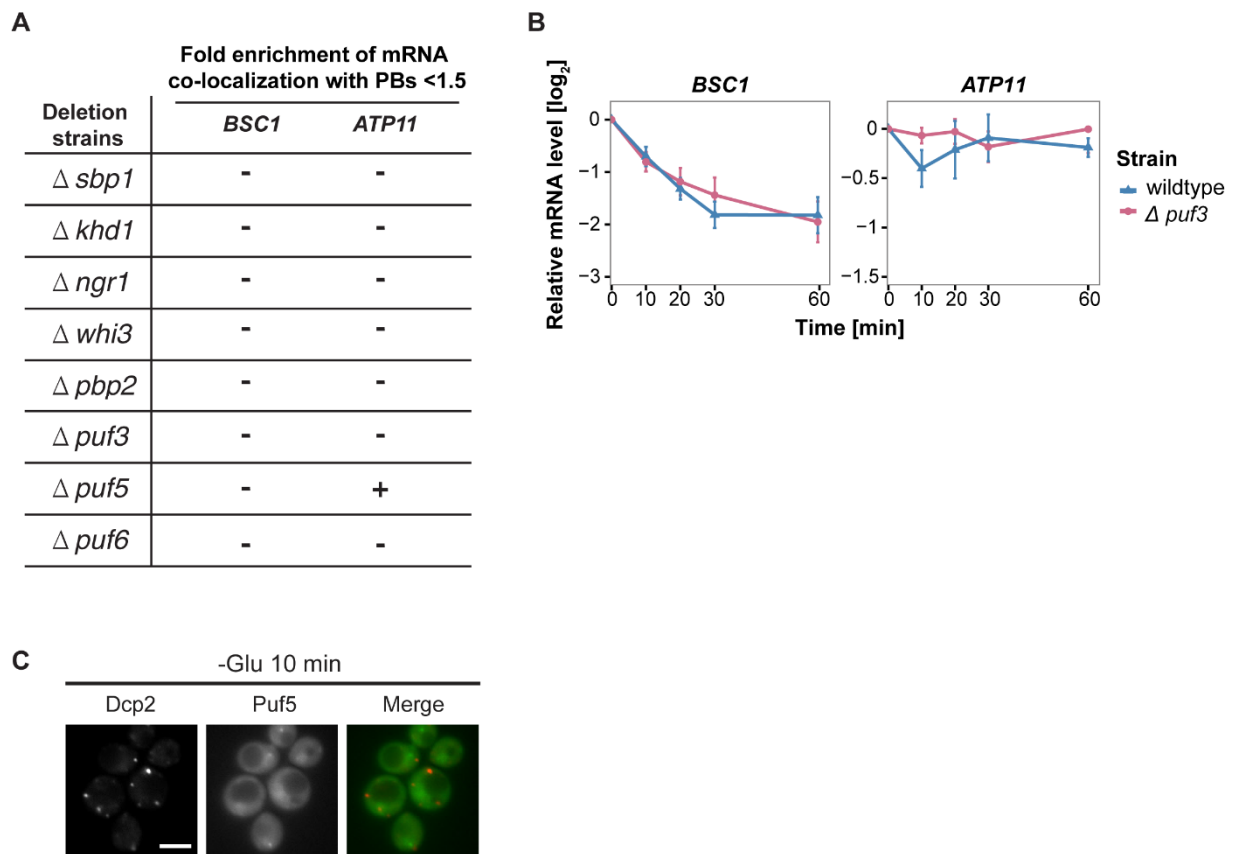 A
Fold enrichment of mRNA
co-localization with PBs <1.5
Deletion
strains
BSC1 ATP11
Δ sbp1 - -
Δ khd1 - -
Δ ngr1 - -
Δ whi3 - -
Δ pbp2 - -
Δ puf3 - -
Δ puf5 - +
Δ puf6 - -
B
BSC1 ATP11
Relative mRNA level [log2]
0
−1
−2
−3
0 10 20 30 60
0
−0.5
−1
−1.5
0 10 20 30 60
Time [min]
Strain
wildtype
Δ puf3
C
-Glu 10 min
Dcp2 Puf5 Merge